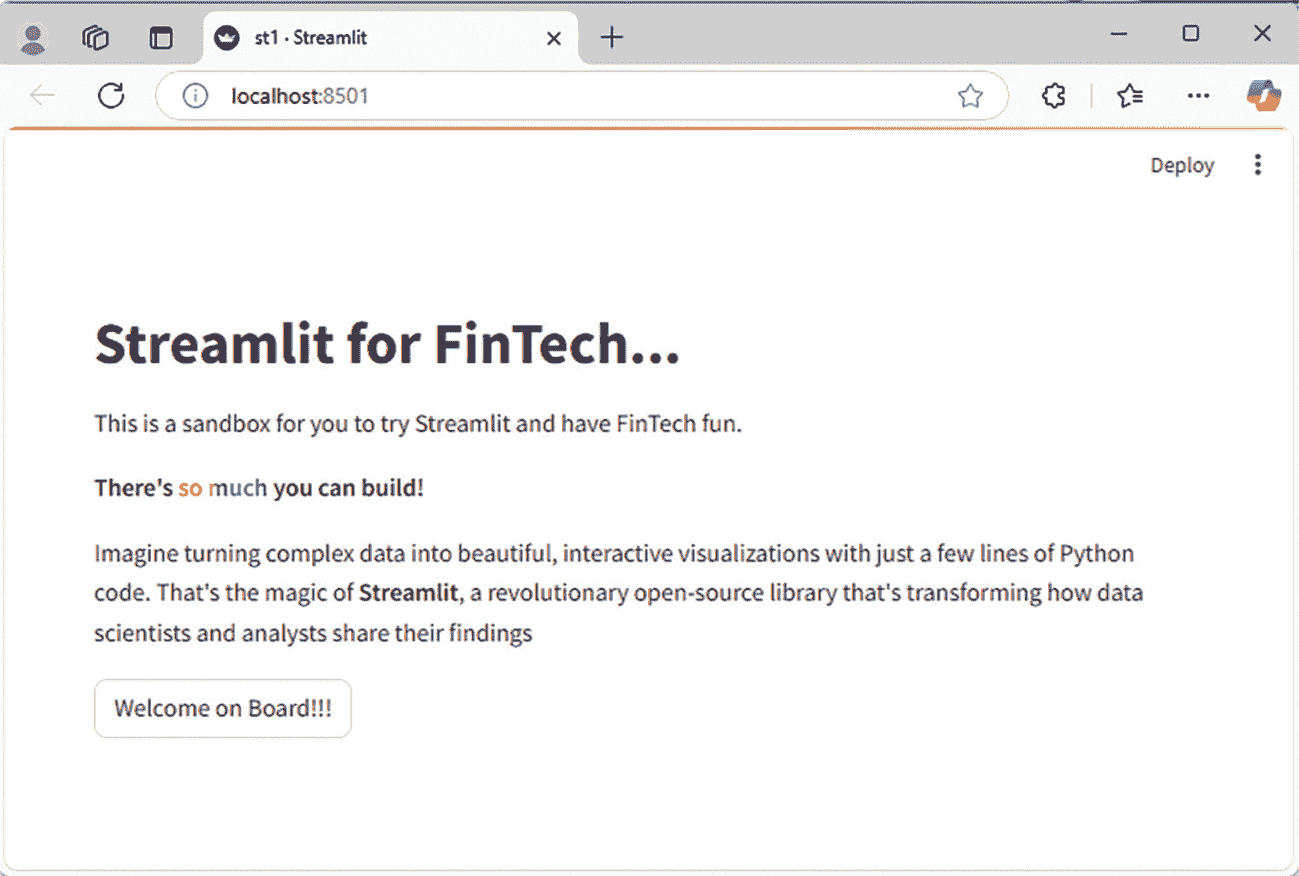 st1 · Streamlit
localhost:8501
Deploy
Streamlit for FinTech...
This is a sandbox for you to try Streamlit and have FinTech fun.
There's so much you can build!
Imagine turning complex data into beautiful, interactive visualizations with just a few lines of Python
code. That's the magic of Streamlit, a revolutionary open-source library that's transforming how data
scientists and analysts share their findings
Welcome on Board!!!